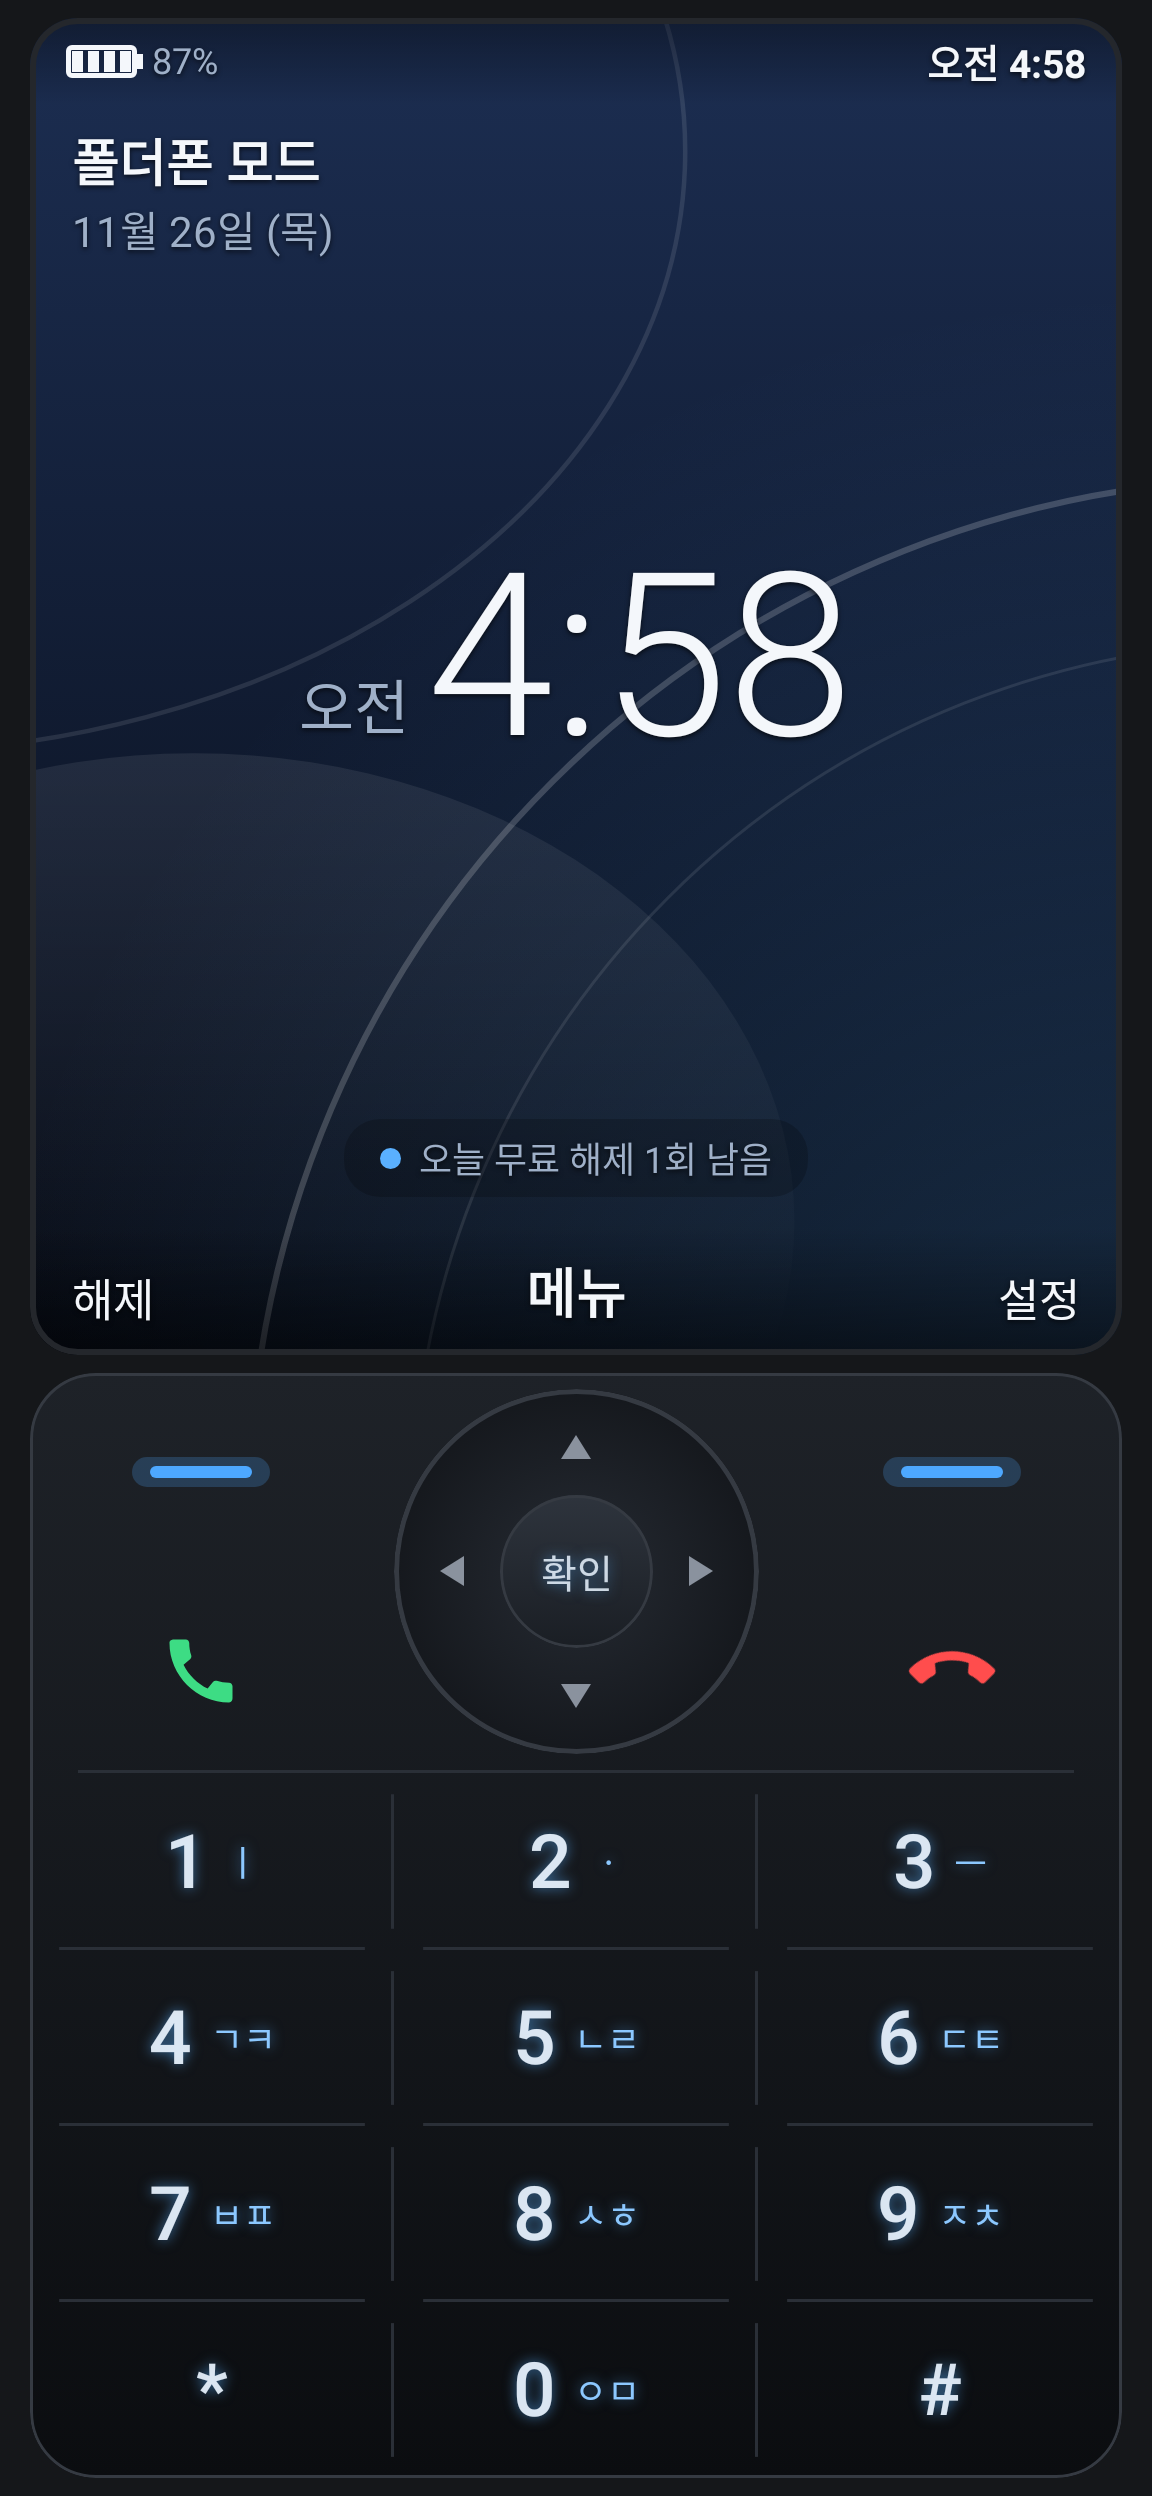 87%
오전 4:58
폴더폰 모드
11월 26일 (목)
오전 4:58
오늘 무료 해제 1회 남음
해제 메뉴 설정
확인
1 ㅣ 2 · 3 ㅡ
4 ㄱㅋ 5 ㄴㄹ 6 ㄷㅌ
7 ㅂㅍ 8 ㅅㅎ 9 ㅈㅊ
* 0 ㅇㅁ #